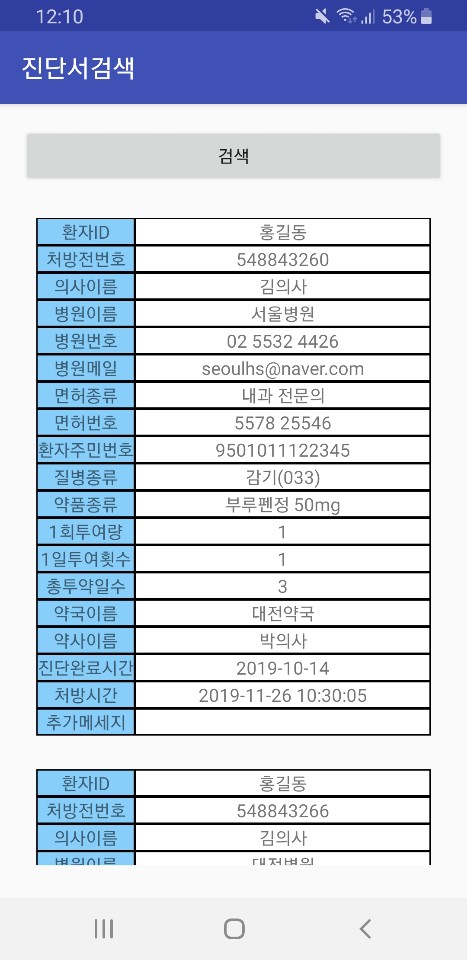 12:10 53%
진단서검색
검색
환자ID 홍길동
처방전번호 548843260
의사이름 김의사
병원이름 서울병원
병원번호 02 5532 4426
병원메일 seoulhs@naver.com
면허종류 내과 전문의
면허번호 5578 25546
환자주민번호 9501011122345
질병종류 감기(033)
약품종류 부루펜정 50mg
1회투여량 1
1일투여횟수 1
총투약일수 3
약국이름 대전약국
약사이름 박의사
진단완료시간 2019-10-14
처방시간 2019-11-26 10:30:05
추가메세지
환자ID 홍길동
처방전번호 548843266
의사이름 김의사
병원이름 대전병원